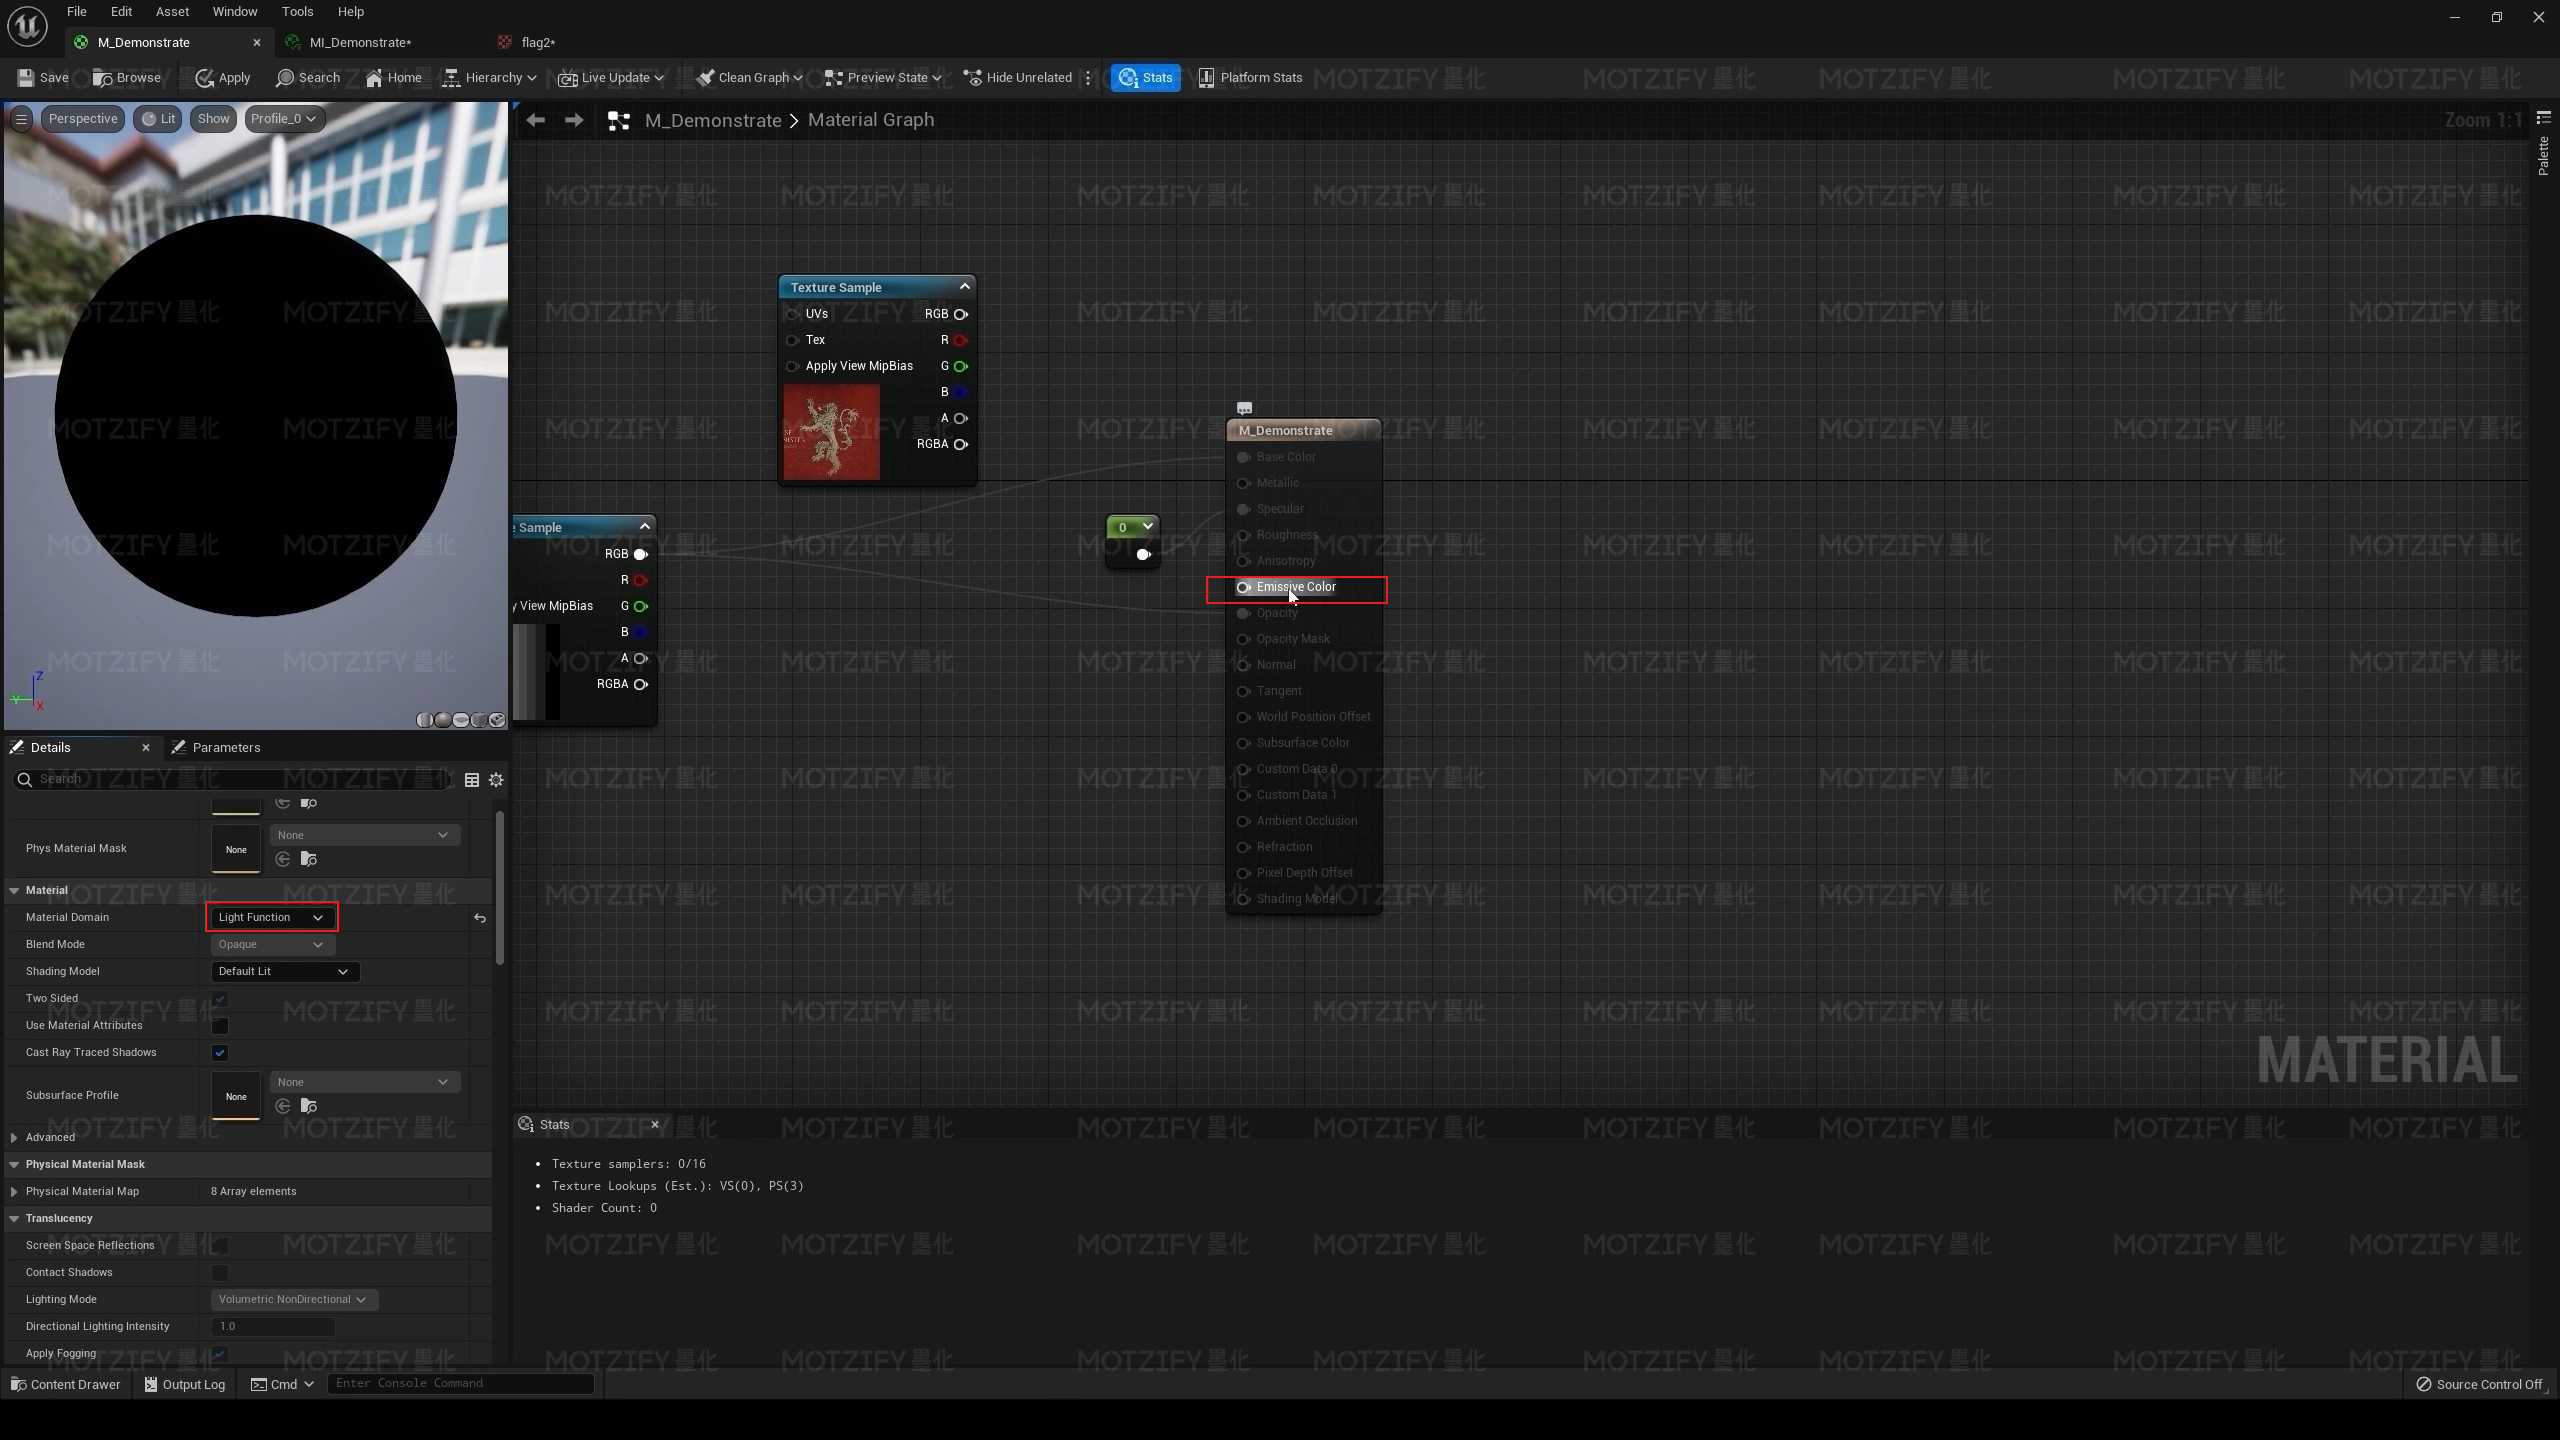 File Edit Asset Window Tools Help
M_Demonstrate
MI_Demonstrate*
flag2*
Save Browse Apply Search Home Hierarchy Live Update Clean Graph Preview State Hide Unrelated Stats Platform Stats
Perspective Lit Show Profile_0
M_Demonstrate > Material Graph
Zoom 1:1
Palette
MOTZIFY 墨化
Texture Sample
UVs RGB
Tex R
Apply View MipBias G
B
A
RGBA
e Sample
RGB
R
y View MipBias G
B
A
RGBA
0
M_Demonstrate
Base Color
Metallic
Specular
Roughness
Anisotropy
Emissive Color
Opacity
Opacity Mask
Normal
Tangent
World Position Offset
Subsurface Color
Custom Data 0
Custom Data 1
Ambient Occlusion
Refraction
Pixel Depth Offset
Shading Model
MATERIAL
Z
Y
X
Details Parameters
Search
Phys Material Mask None None
Material
Material Domain Light Function
Blend Mode Opaque
Shading Model Default Lit
Two Sided
Use Material Attributes
Cast Ray Traced Shadows
Subsurface Profile None None
Advanced
Physical Material Mask
Physical Material Map 8 Array elements
Translucency
Screen Space Reflections
Contact Shadows
Lighting Mode Volumetric NonDirectional
Directional Lighting Intensity 1.0
Apply Fogging
Stats
Texture samplers: 0/16
Texture Lookups (Est.): VS(0), PS(3)
Shader Count: 0
Content Drawer Output Log Cmd Enter Console Command Source Control Off